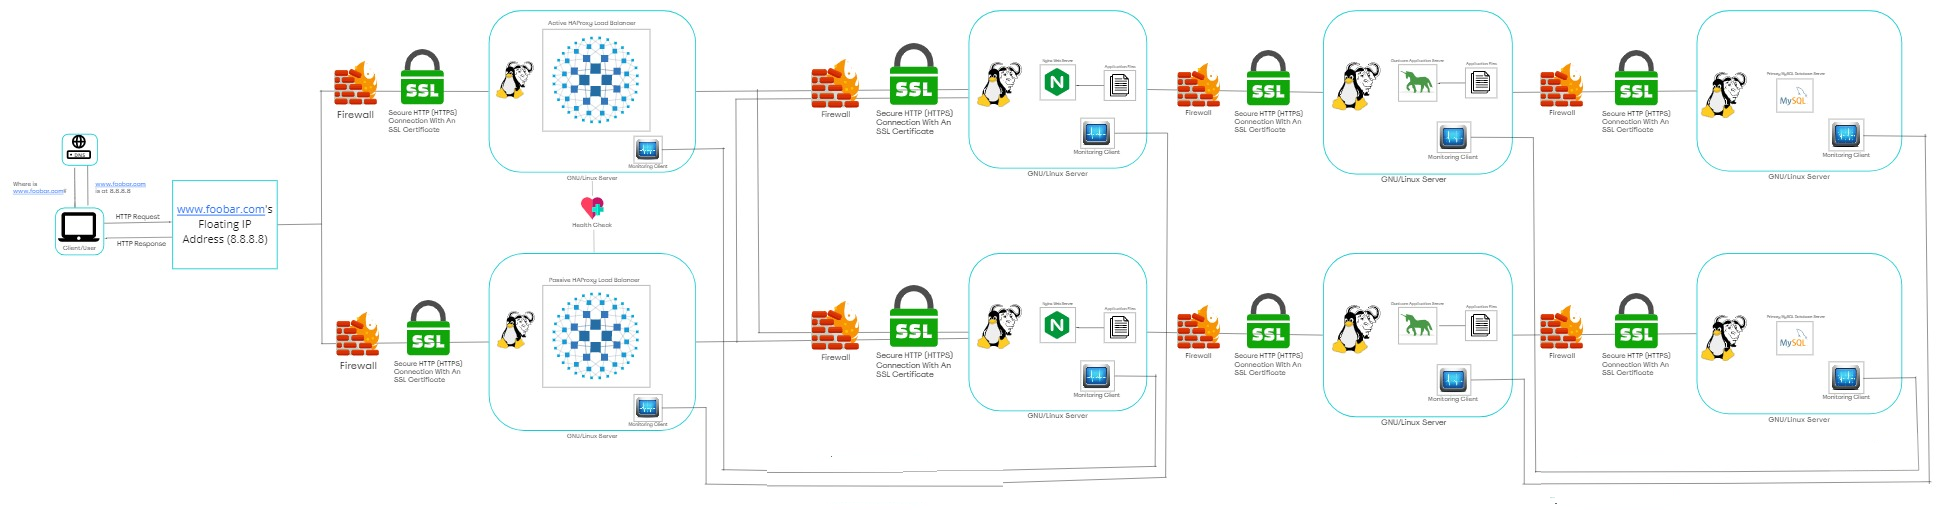 DNS
Where is
www.foobar.com?
www.foobar.com
is at 8.8.8.8
Client/User
HTTP Request
HTTP Response
www.foobar.com's
Floating IP
Address (8.8.8.8)
Firewall
SSL
Secure HTTP (HTTPS)
Connection With An
SSL Certificate
Active HAProxy Load Balancer
Monitoring Client
GNU/Linux Server
Health Check
Firewall
SSL
Secure HTTP (HTTPS)
Connection With An
SSL Certificate
Passive HAProxy Load Balancer
Monitoring Client
GNU/Linux Server
Firewall
SSL
Secure HTTP (HTTPS)
Connection With An
SSL Certificate
Nginx Web Server
N
Application Files
Monitoring Client
GNU/Linux Server
Firewall
SSL
Secure HTTP (HTTPS)
Connection With An
SSL Certificate
Gunicorn Application Server
Application Files
Monitoring Client
GNU/Linux Server
Firewall
SSL
Secure HTTP (HTTPS)
Connection With An
SSL Certificate
Primary MySQL Database Server
MySQL
Monitoring Client
GNU/Linux Server
Firewall
SSL
Secure HTTP (HTTPS)
Connection With An
SSL Certificate
Nginx Web Server
N
Application Files
Monitoring Client
GNU/Linux Server
Firewall
SSL
Secure HTTP (HTTPS)
Connection With An
SSL Certificate
Gunicorn Application Server
Application Files
Monitoring Client
GNU/Linux Server
Firewall
SSL
Secure HTTP (HTTPS)
Connection With An
SSL Certificate
Primary MySQL Database Server
MySQL
Monitoring Client
GNU/Linux Server